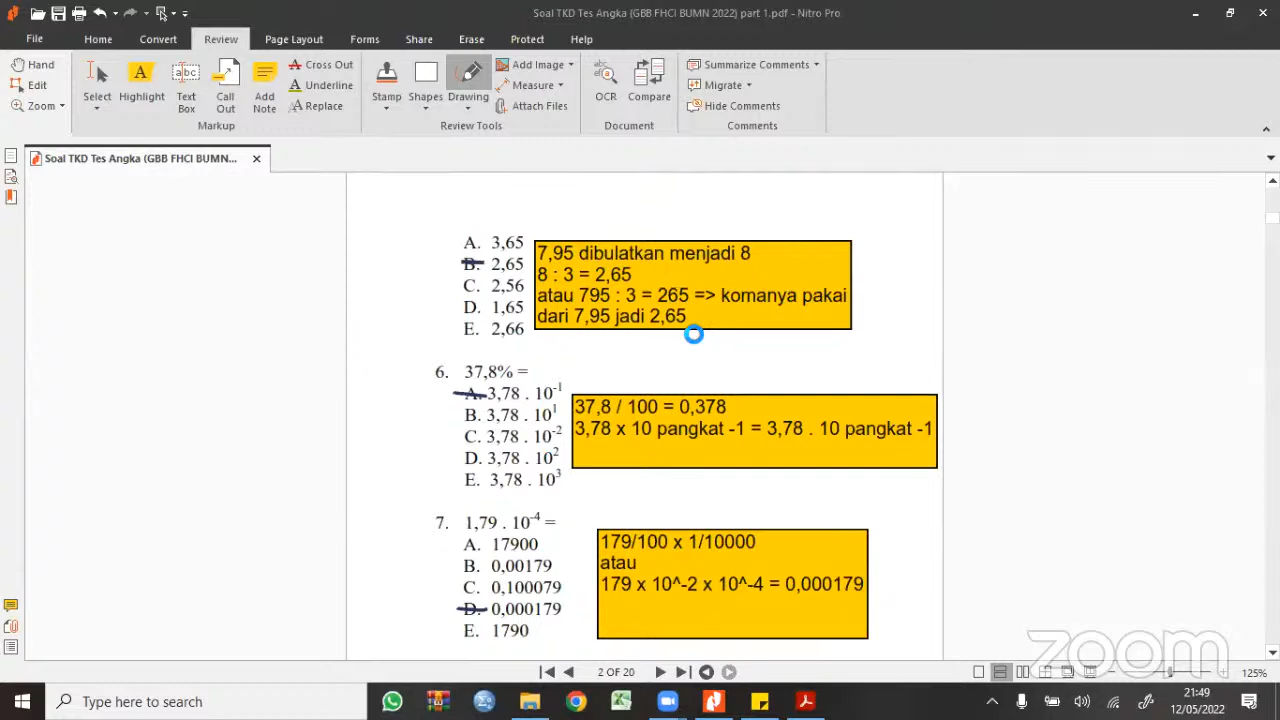 Soal TKD Tes Angka (GBB FHCI BUMN 2022) part 1.pdf - Nitro Pro
File Home Convert Review Page Layout Forms Share Erase Protect Help
Hand
Edit
Zoom
Select
Highlight
Text Box
Call Out
Add Note
Cross Out
Underline
Replace
Markup
Stamp
Shapes
Drawing
Add Image
Measure
Attach Files
Review Tools
OCR
Compare
Document
Summarize Comments
Migrate
Hide Comments
Comments
Soal TKD Tes Angka (GBB FHCI BUMN...
A. 3,65
B. 2,65
C. 2,56
D. 1,65
E. 2,66
7,95 dibulatkan menjadi 8
8 : 3 = 2,65
atau 795 : 3 = 265 => komanya pakai
dari 7,95 jadi 2,65
6. 37,8% =
A. 3,78 . 10⁻¹
B. 3,78 . 10¹
C. 3,78 . 10⁻²
D. 3,78 . 10²
E. 3,78 . 10³
37,8 / 100 = 0,378
3,78 x 10 pangkat -1 = 3,78 . 10 pangkat -1
7. 1,79 . 10⁻⁴ =
A. 17900
B. 0,00179
C. 0,100079
D. 0,000179
E. 1790
179/100 x 1/10000
atau
179 x 10^-2 x 10^-4 = 0,000179
zoom
2 OF 20
125%
Type here to search
21:49
12/05/2022